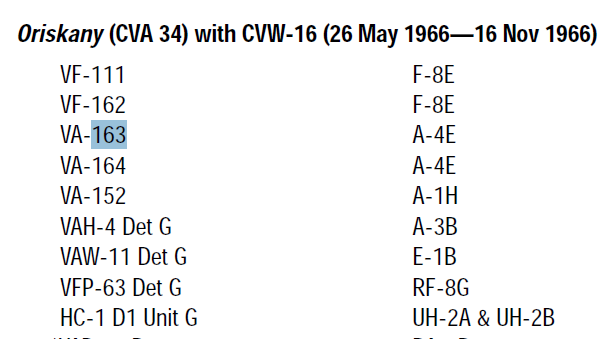 Oriskany (CVA 34) with CVW-16 (26 May 1966—16 Nov 1966)
VF-111 F-8E
VF-162 F-8E
VA-163 A-4E
VA-164 A-4E
VA-152 A-1H
VAH-4 Det G A-3B
VAW-11 Det G E-1B
VFP-63 Det G RF-8G
HC-1 D1 Unit G UH-2A & UH-2B